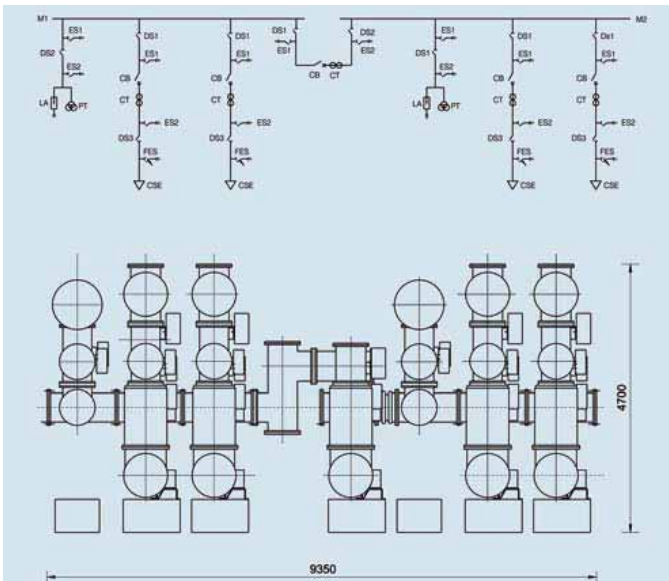 M1 M2
ES1 DS1 DS1 DS1 DS2 ES1 DS1 Ds1
DS2 ES1 ES1 ES1 ES2 DS1 ES1 ES1
ES2 CB CB CB CT ES2 CB CB
LA PT CT CT LA PT CT CT
ES2 ES2 ES2 ES2
DS3 DS3 DS3 DS3
FES FES FES FES
CSE CSE CSE CSE
4700
9350